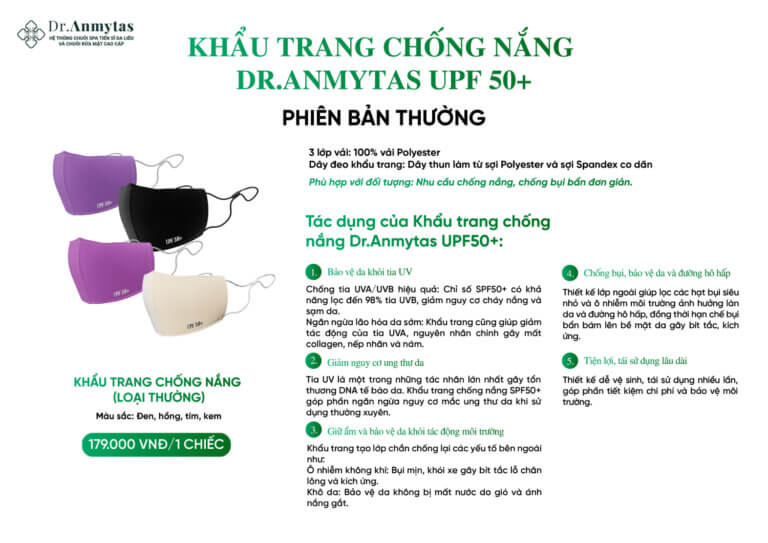 Dr.Anmytas
HỆ THỐNG CHUỖI SPA TIẾN SĨ DA LIỄU
VÀ CHUỖI RỬA MẶT CAO CẤP
KHẨU TRANG CHỐNG NẮNG
DR.ANMYTAS UPF 50+
PHIÊN BẢN THƯỜNG
3 lớp vải: 100% vải Polyester
Dây đeo khẩu trang: Dây thun làm từ sợi Polyester và sợi Spandex co dãn
Phù hợp với đối tượng: Nhu cầu chống nắng, chống bụi bẩn đơn giản.
UPF 50+
UPF 50+
UPF 50+
UPF 50+
KHẨU TRANG CHỐNG NẮNG
(LOẠI THƯỜNG)
Màu sắc: Đen, hồng, tím, kem
179.000 VNĐ/1 CHIẾC
Tác dụng của Khẩu trang chống
nắng Dr.Anmytas UPF50+:
1. Bảo vệ da khỏi tia UV
Chống tia UVA/UVB hiệu quả: Chỉ số SPF50+ có khả
năng lọc đến 98% tia UVB, giảm nguy cơ cháy nắng và
sạm da.
Ngăn ngừa lão hóa da sớm: Khẩu trang cũng giúp giảm
tác động của tia UVA, nguyên nhân chính gây mất
collagen, nếp nhăn và nám.
2. Giảm nguy cơ ung thư da
Tia UV là một trong những tác nhân lớn nhất gây tổn
thương DNA tế bào da. Khẩu trang chống nắng SPF50+
góp phần ngăn ngừa nguy cơ mắc ung thư da khi sử
dụng thường xuyên.
3. Giữ ẩm và bảo vệ da khỏi tác động môi trường
Khẩu trang tạo lớp chắn chống lại các yếu tố bên ngoài
như:
Ô nhiễm không khí: Bụi mịn, khói xe gây bít tắc lỗ chân
lông và kích ứng.
Khô da: Bảo vệ da không bị mất nước do gió và ánh
nắng gắt.
4. Chống bụi, bảo vệ da và đường hô hấp
Thiết kế lớp ngoài giúp lọc các hạt bụi siêu
nhỏ và ô nhiễm môi trường ảnh hưởng làn
da và đường hô hấp, đồng thời hạn chế bụi
bẩn bám lên bề mặt da gây bít tắc, kích
ứng.
5. Tiện lợi, tái sử dụng lâu dài
Thiết kế dễ vệ sinh, tái sử dụng nhiều lần,
góp phần tiết kiệm chi phí và bảo vệ môi
trường.